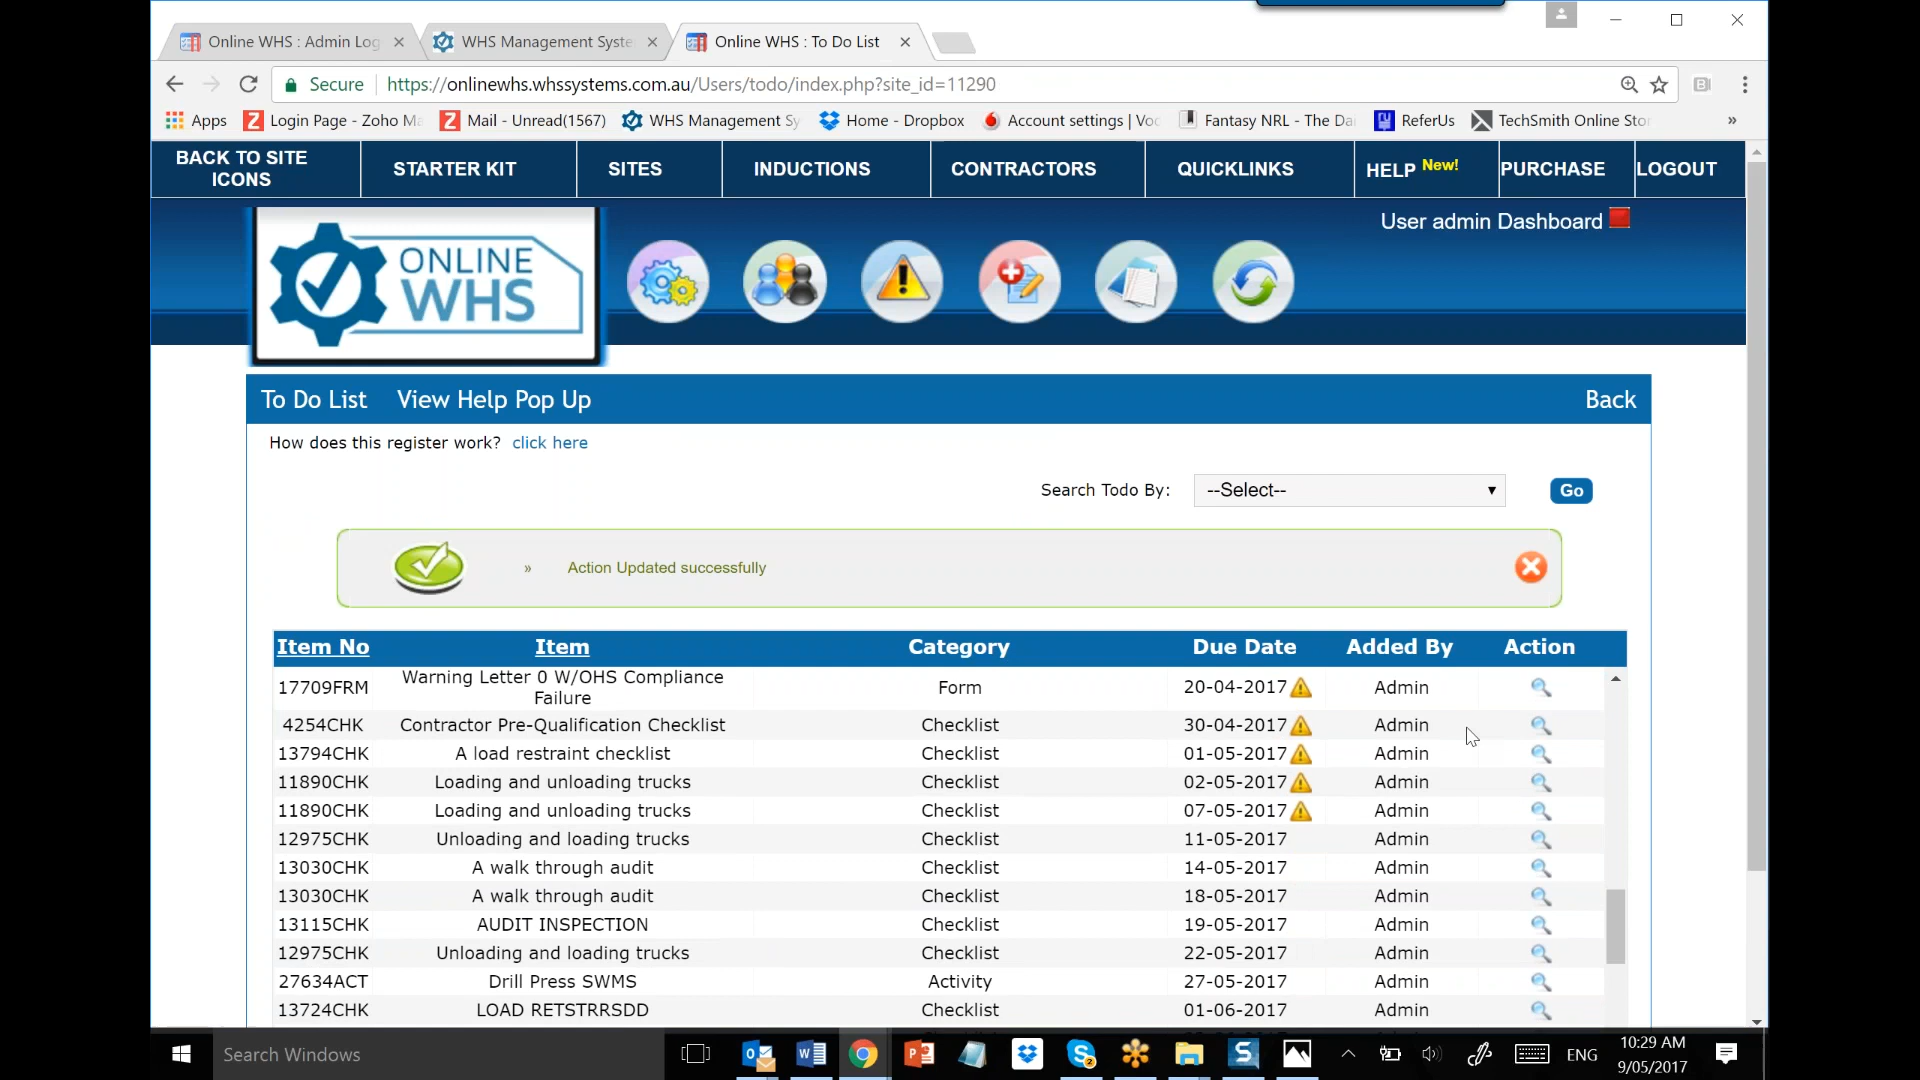 Online WHS : Admin Log
WHS Management Syste
Online WHS : To Do List
Secure
https://onlinewhs.whssystems.com.au/Users/todo/index.php?site_id=11290
Apps
Login Page - Zoho Ma
Mail - Unread(1567)
WHS Management Sy
Home - Dropbox
Account settings | Voc
Fantasy NRL - The Da
ReferUs
TechSmith Online Stor
»
BACK TO SITE
ICONS
STARTER KIT
SITES
INDUCTIONS
CONTRACTORS
QUICKLINKS
HELP New!
PURCHASE
LOGOUT
User admin Dashboard
ONLINE
WHS
To Do List View Help Pop Up Back
How does this register work? click here
Search Todo By: --Select-- Go
» Action Updated successfully
Item No Item Category Due Date Added By Action
17709FRM Warning Letter 0 W/OHS Compliance Failure Form 20-04-2017 Admin
4254CHK Contractor Pre-Qualification Checklist Checklist 30-04-2017 Admin
13794CHK A load restraint checklist Checklist 01-05-2017 Admin
11890CHK Loading and unloading trucks Checklist 02-05-2017 Admin
11890CHK Loading and unloading trucks Checklist 07-05-2017 Admin
12975CHK Unloading and loading trucks Checklist 11-05-2017 Admin
13030CHK A walk through audit Checklist 14-05-2017 Admin
13030CHK A walk through audit Checklist 18-05-2017 Admin
13115CHK AUDIT INSPECTION Checklist 19-05-2017 Admin
12975CHK Unloading and loading trucks Checklist 22-05-2017 Admin
27634ACT Drill Press SWMS Activity 27-05-2017 Admin
13724CHK LOAD RETSTRRSDD Checklist 01-06-2017 Admin
Search Windows
ENG
10:29 AM
9/05/2017